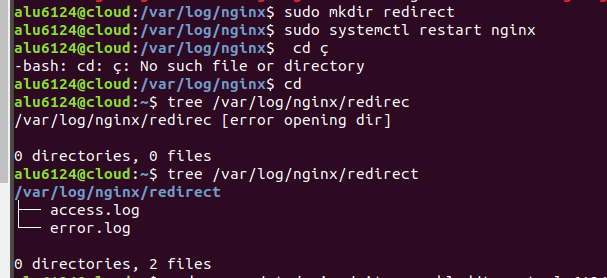 alu6124@cloud:/var/log/nginx$ sudo mkdir redirect
alu6124@cloud:/var/log/nginx$ sudo systemctl restart nginx
alu6124@cloud:/var/log/nginx$  cd ç
-bash: cd: ç: No such file or directory
alu6124@cloud:/var/log/nginx$ cd
alu6124@cloud:~$ tree /var/log/nginx/redirec
/var/log/nginx/redirec [error opening dir]

0 directories, 0 files
alu6124@cloud:~$ tree /var/log/nginx/redirect
/var/log/nginx/redirect
├── access.log
└── error.log

0 directories, 2 files